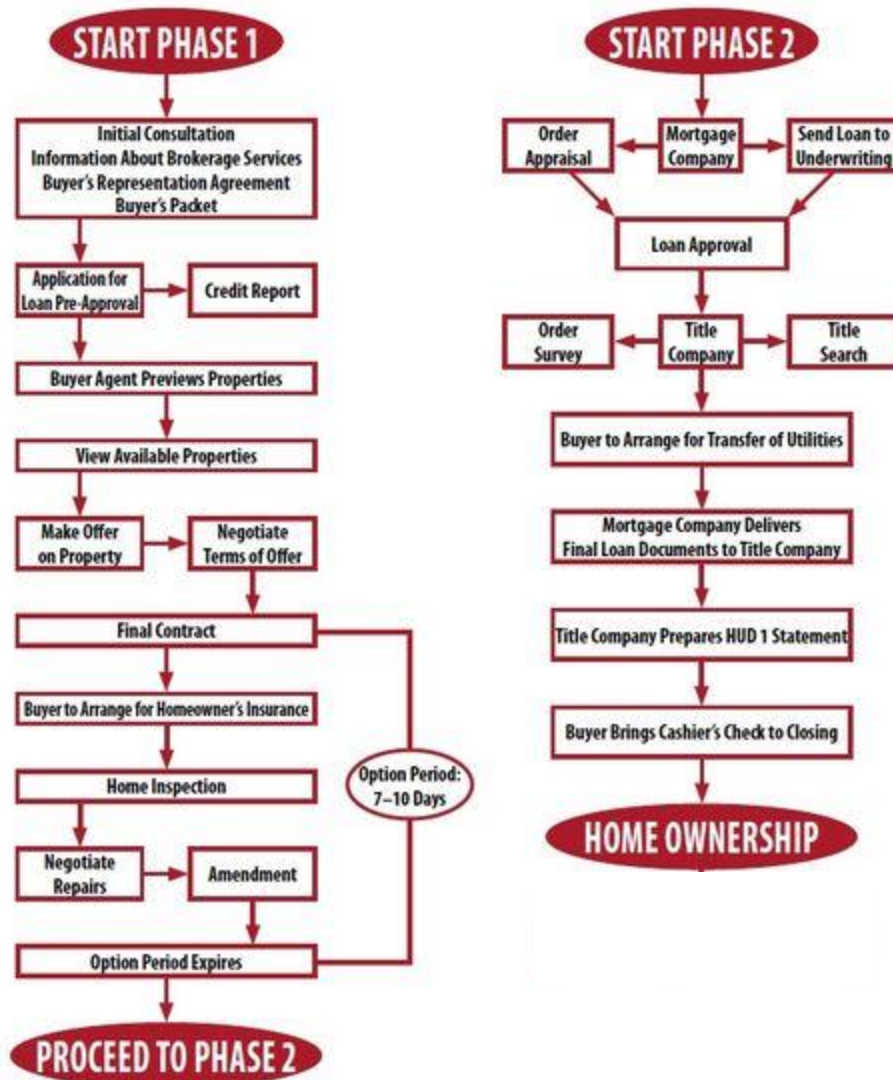 START PHASE 1
Initial Consultation
Information About Brokerage Services
Buyer's Representation Agreement
Buyer's Packet
Application for
Loan Pre-Approval
Credit Report
Buyer Agent Previews Properties
View Available Properties
Make Offer
on Property
Negotiate
Terms of Offer
Final Contract
Buyer to Arrange for Homeowner's Insurance
Home Inspection
Option Period:
7–10 Days
Negotiate
Repairs
Amendment
Option Period Expires
PROCEED TO PHASE 2
START PHASE 2
Order
Appraisal
Mortgage
Company
Send Loan to
Underwriting
Loan Approval
Order
Survey
Title
Company
Title
Search
Buyer to Arrange for Transfer of Utilities
Mortgage Company Delivers
Final Loan Documents to Title Company
Title Company Prepares HUD 1 Statement
Buyer Brings Cashier's Check to Closing
HOME OWNERSHIP